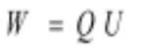 W = Q U